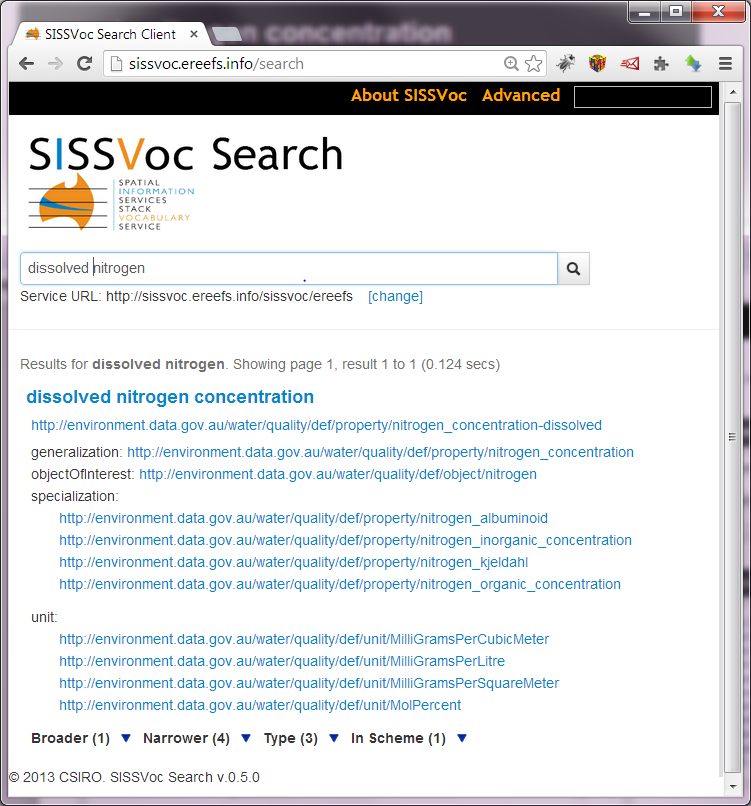 SISSVoc Search Client
sissvoc.ereefs.info/search
About SISSVoc Advanced
SISSVoc Search
SPATIAL
INFORMATION
SERVICES
STACK
VOCABULARY
SERVICE
dissolved nitrogen
Service URL: http://sissvoc.ereefs.info/sissvoc/ereefs [change]
Results for dissolved nitrogen. Showing page 1, result 1 to 1 (0.124 secs)
dissolved nitrogen concentration
http://environment.data.gov.au/water/quality/def/property/nitrogen_concentration-dissolved
generalization: http://environment.data.gov.au/water/quality/def/property/nitrogen_concentration
objectOfInterest: http://environment.data.gov.au/water/quality/def/object/nitrogen
specialization:
http://environment.data.gov.au/water/quality/def/property/nitrogen_albuminoid
http://environment.data.gov.au/water/quality/def/property/nitrogen_inorganic_concentration
http://environment.data.gov.au/water/quality/def/property/nitrogen_kjeldahl
http://environment.data.gov.au/water/quality/def/property/nitrogen_organic_concentration
unit:
http://environment.data.gov.au/water/quality/def/unit/MilliGramsPerCubicMeter
http://environment.data.gov.au/water/quality/def/unit/MilliGramsPerLitre
http://environment.data.gov.au/water/quality/def/unit/MilliGramsPerSquareMeter
http://environment.data.gov.au/water/quality/def/unit/MolPercent
Broader (1) ▼ Narrower (4) ▼ Type (3) ▼ In Scheme (1) ▼
© 2013 CSIRO. SISSVoc Search v.0.5.0